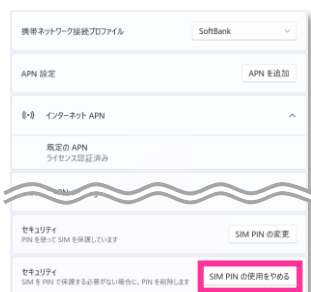 携帯ネットワーク接続プロファイル
SoftBank
APN 設定
APN を追加
インターネット APN
既定の APN
ライセンス認証済み
セキュリティ
PIN を使って SIM を保護しています
SIM PIN の変更
セキュリティ
SIM を PIN で保護する必要がない場合に、PIN を削除します
SIM PIN の使用をやめる